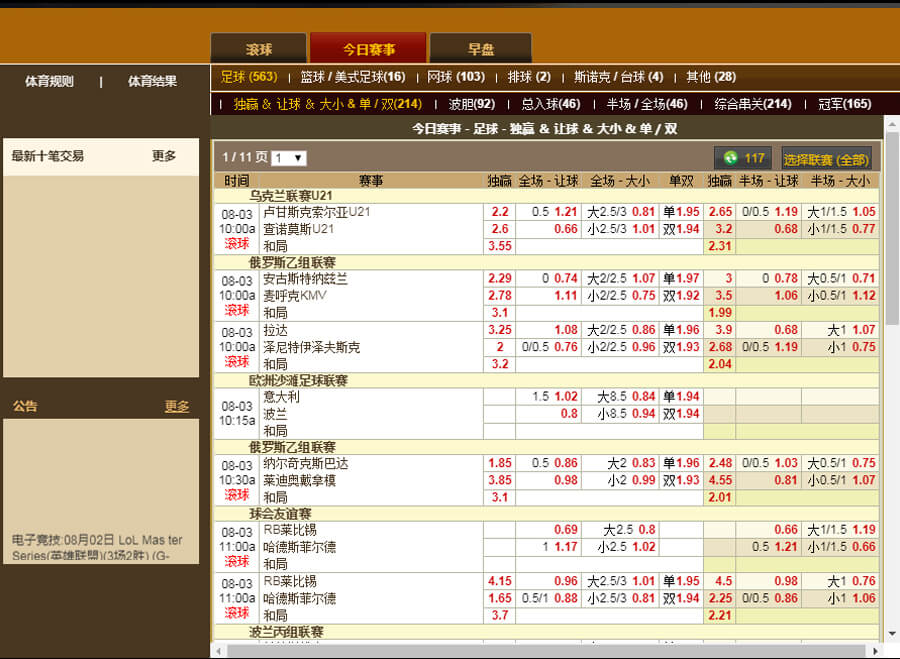 滚球 今日赛事 早盘
体育规则 | 体育结果
足球 (563) | 篮球 / 美式足球(16) | 网球 (103) | 排球 (2) | 斯诺克 / 台球 (4) | 其他 (28)
| 独赢 & 让球 & 大小 & 单 / 双(214) | 波胆(92) | 总入球(46) | 半场 / 全场(46) | 综合串关(214) | 冠军(165)
今日赛事 - 足球 - 独赢 & 让球 & 大小 & 单 / 双
最新十笔交易 更多
1 / 11 页 1 117 选择联赛 (全部)
时间 赛事 独赢 全场 - 让球 全场 - 大小 单双 独赢 半场 - 让球 半场 - 大小
乌克兰联赛U21
08-03 卢甘斯克索尔亚U21 2.2 0.5 1.21 大2.5/3 0.81 单1.95 2.65 0/0.5 1.19 大1/1.5 1.05
10:00a 查诺莫斯U21 2.6 0.66 小2.5/3 1.01 双1.94 3.2 0.68 小1/1.5 0.77
滚球 和局 3.55 2.31
俄罗斯乙组联赛
08-03 安古斯特纳兹兰 2.29 0 0.74 大2/2.5 1.07 单1.97 3 0 0.78 大0.5/1 0.71
10:00a 麦呼克KMV 2.78 1.11 小2/2.5 0.75 双1.92 3.5 1.06 小0.5/1 1.12
滚球 和局 3.1 1.99
08-03 拉达 3.25 1.08 大2/2.5 0.86 单1.96 3.9 0.68 大1 1.07
10:00a 泽尼特伊泽夫斯克 2 0/0.5 0.76 小2/2.5 0.96 双1.93 2.68 0/0.5 1.19 小1 0.75
滚球 和局 3.2 2.04
欧洲沙滩足球联赛
08-03 意大利 1.5 1.02 大8.5 0.84 单1.94
10:15a 波兰 0.8 小8.5 0.94 双1.94
和局
公告 更多
俄罗斯乙组联赛
08-03 纳尔奇克斯巴达 1.85 0.5 0.86 大2 0.83 单1.96 2.48 0/0.5 1.03 大0.5/1 0.75
10:30a 莱迪奥戴拿模 3.85 0.98 小2 0.99 双1.93 4.55 0.81 小0.5/1 1.07
滚球 和局 3.1 2.01
球会友谊赛
08-03 RB莱比锡 0.69 大2.5 0.8 0.66 大1/1.5 1.19
11:00a 哈德斯菲尔德 1 1.17 小2.5 1.02 0.5 1.21 小1/1.5 0.66
滚球 和局
08-03 RB莱比锡 4.15 0.96 大2.5/3 1.01 单1.95 4.5 0.98 大1 0.76
11:00a 哈德斯菲尔德 1.65 0.5/1 0.88 小2.5/3 0.81 双1.94 2.25 0/0.5 0.86 小1 1.06
滚球 和局 3.7 2.21
波兰丙组联赛
电子竞技:08月02日 LoL Mas ter
Series(英雄联盟)(3场2胜) (G-